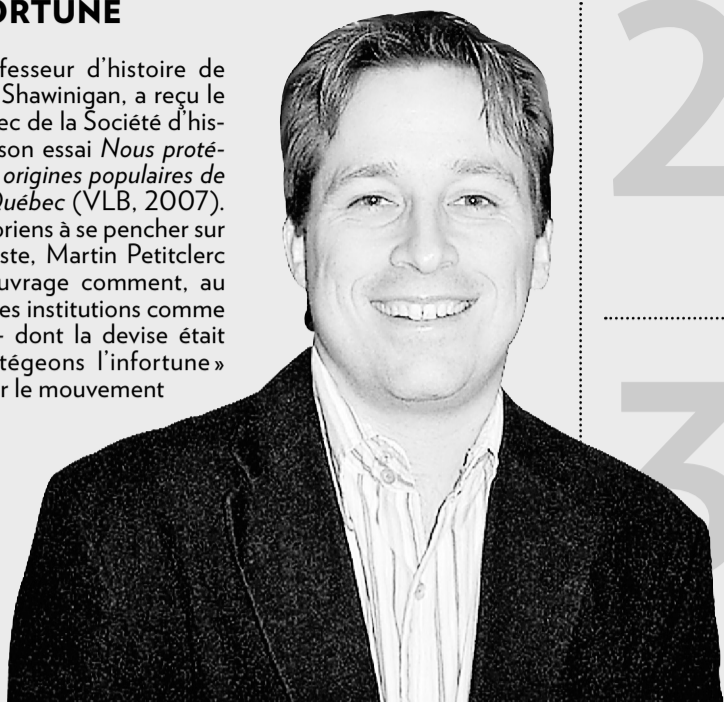 ORTUNE
fesseur d'histoire de
Shawinigan, a reçu le
ec de la Société d'his-
son essai Nous proté-
origines populaires de
Québec (VLB, 2007).
oriens à se pencher sur
ste, Martin Petitclerc
uvrage comment, au
es institutions comme
– dont la devise était
tégeons l'infortune »
r le mouvement
2
3